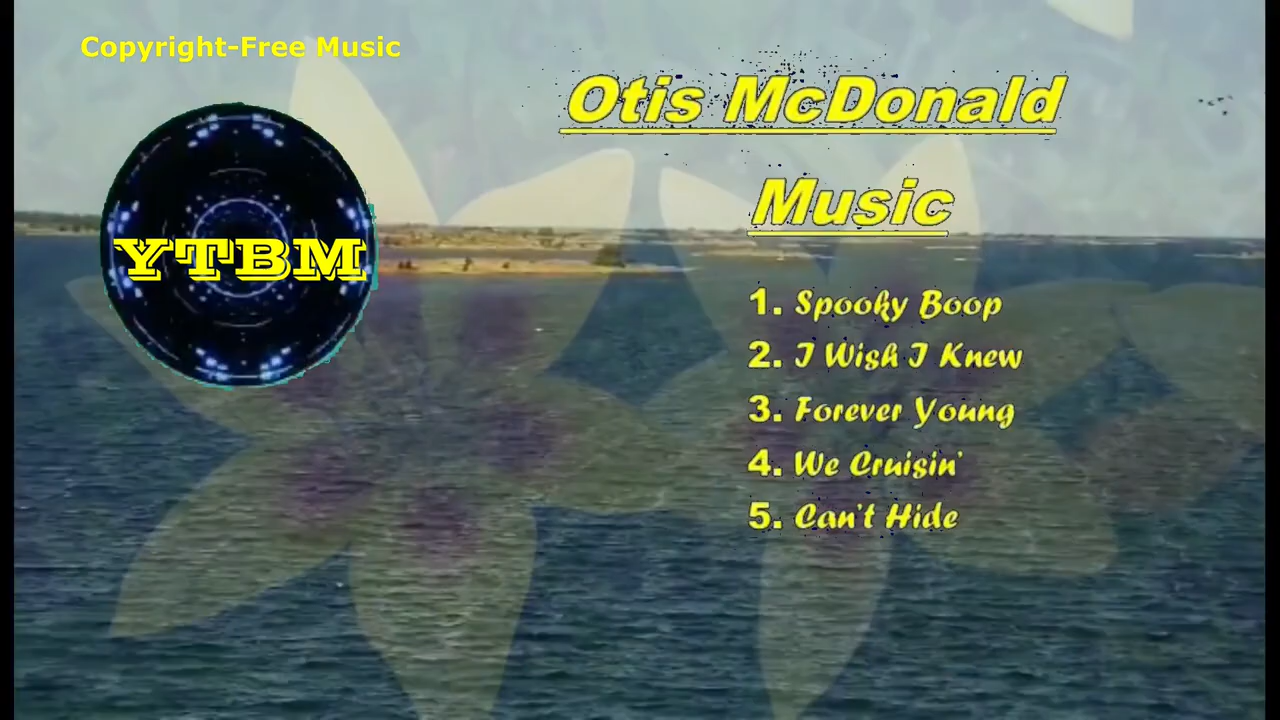 Copyright-Free Music
Otis McDonald
Music
YTBM
1. Spooky Boop
2. I Wish I Knew
3. Forever Young
4. We Cruisin'
5. Can't Hide